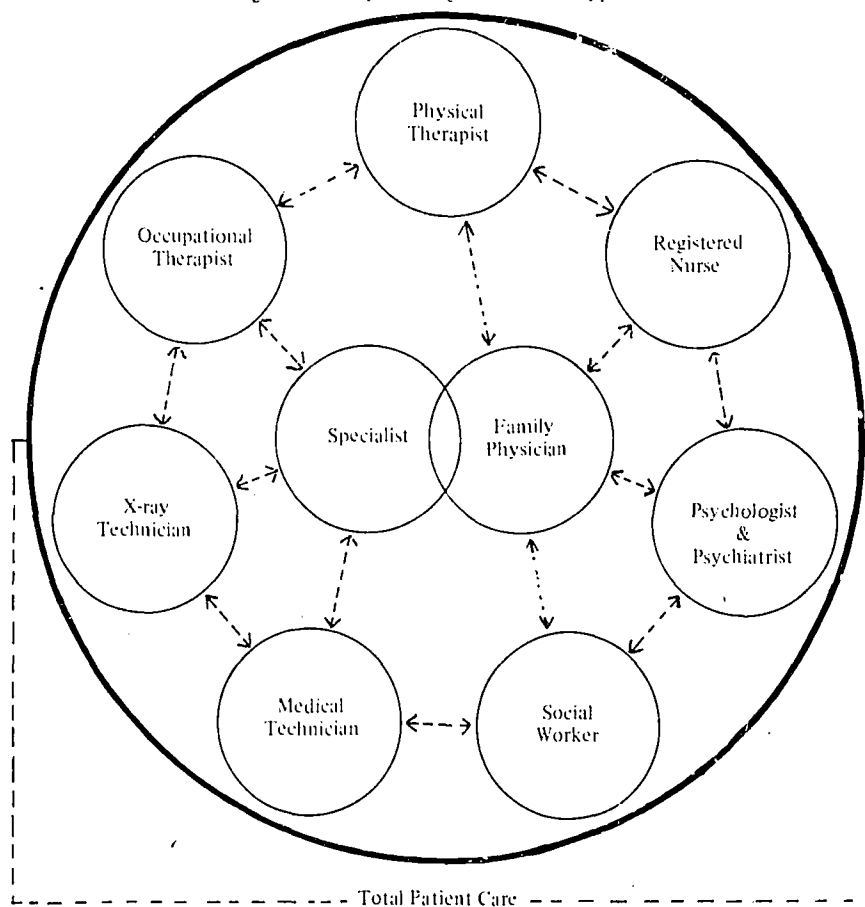 Physical
Therapist
Occupational
Therapist
Registered
Nurse
Specialist
Family
Physician
X-ray
Technician
Psychologist
&
Psychiatrist
Medical
Technician
Social
Worker
Total Patient Care